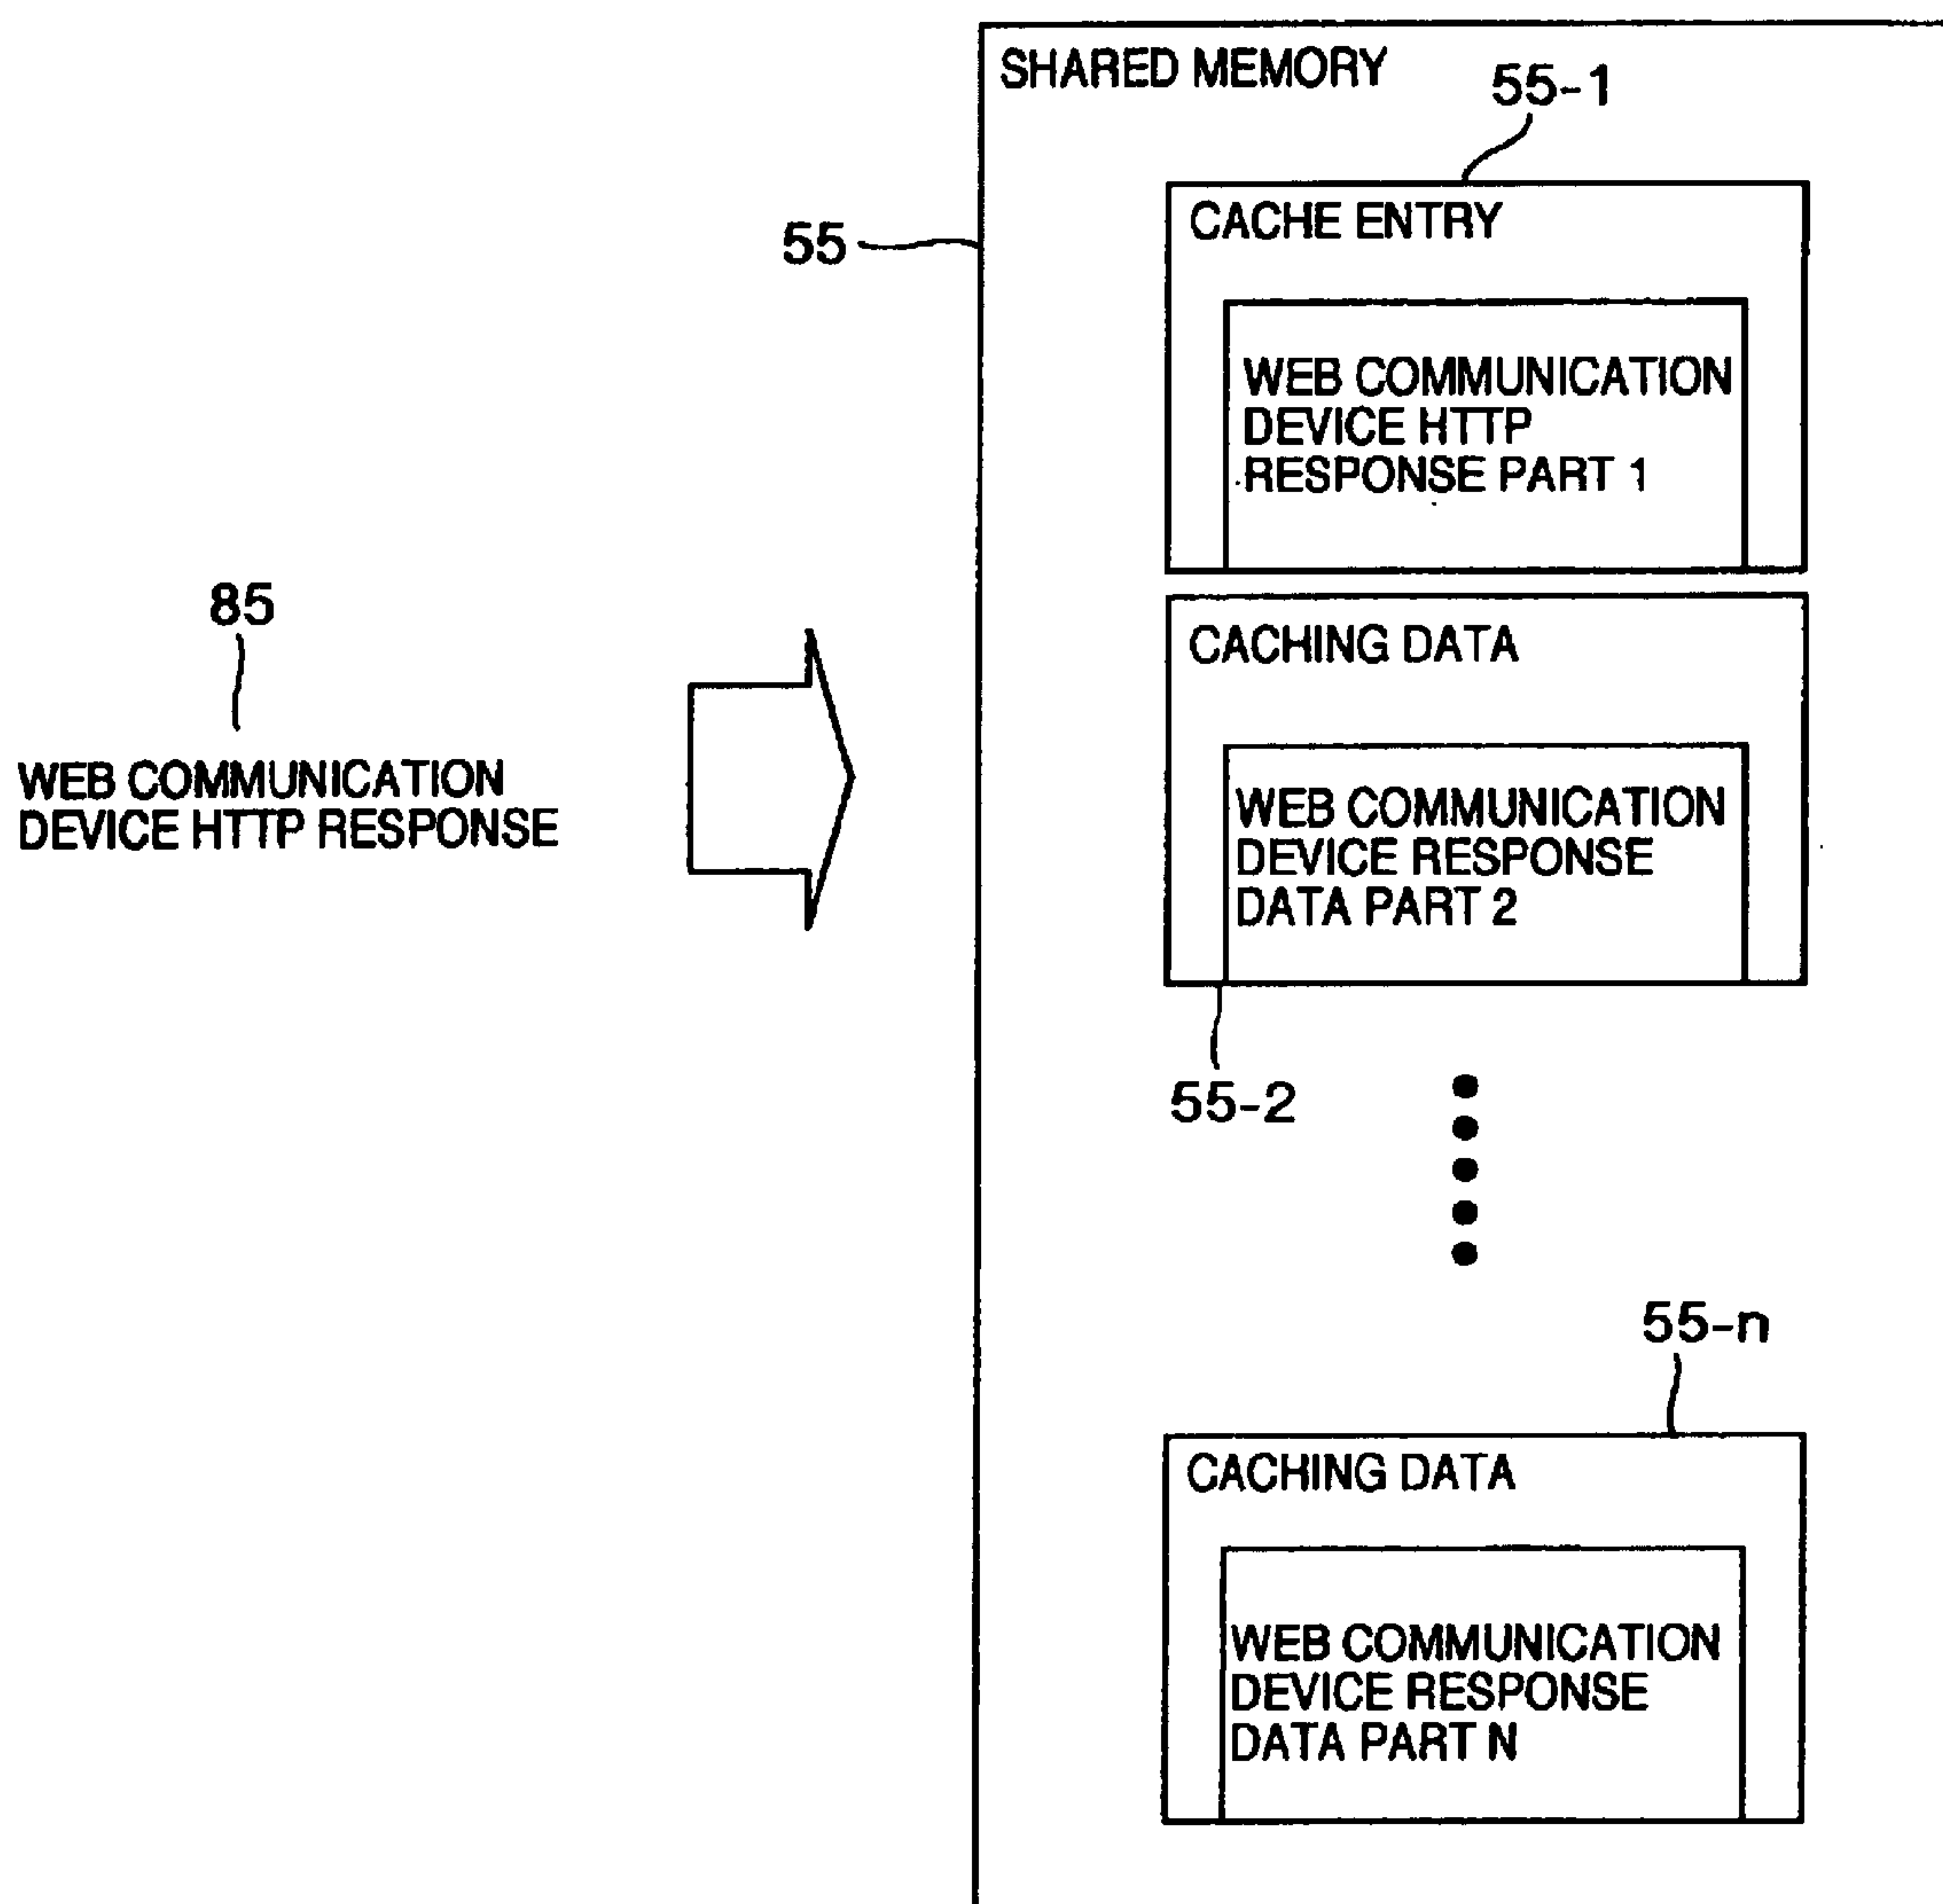 SHARED MEMORY
55-1
55
CACHE ENTRY
WEB COMMUNICATION
DEVICE HTTP
RESPONSE PART 1
85
WEB COMMUNICATION
DEVICE HTTP RESPONSE
CACHING DATA
WEB COMMUNICATION
DEVICE RESPONSE
DATA PART 2
55-2
55-n
CACHING DATA
WEB COMMUNICATION
DEVICE RESPONSE
DATA PART N